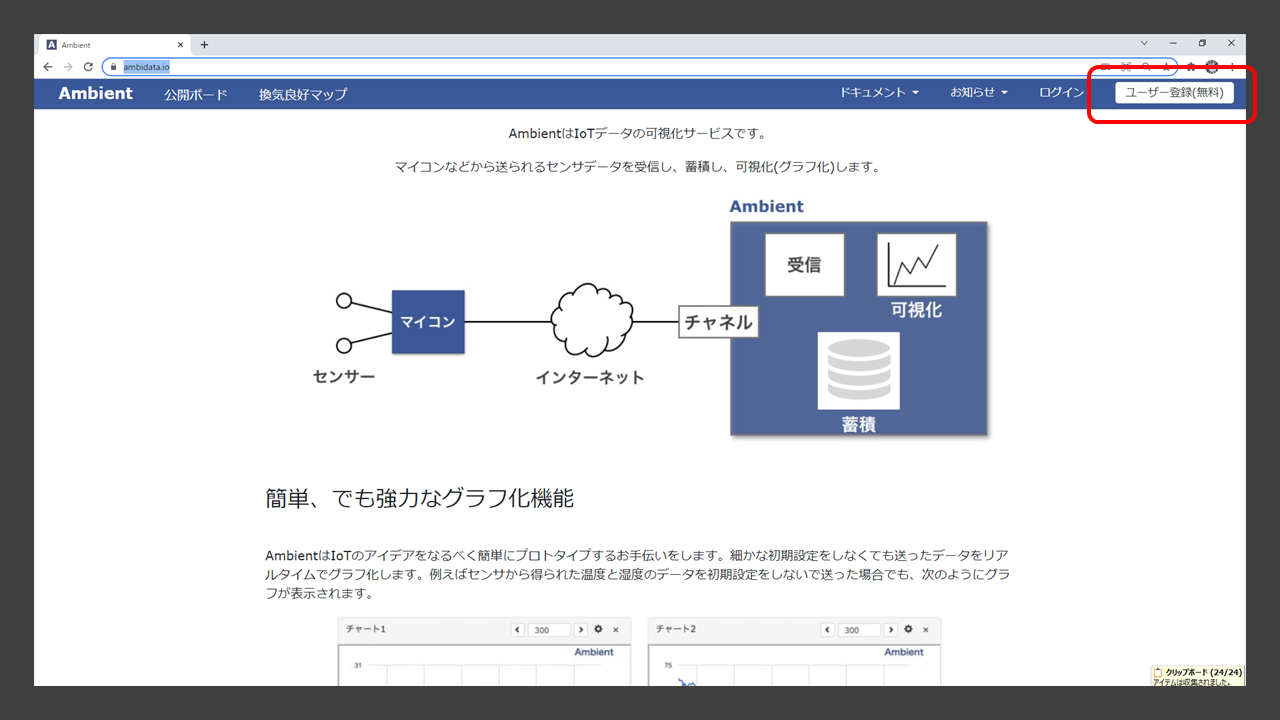 Ambient
ambidata.io
Ambient 公開ボード 換気良好マップ ドキュメント お知らせ ログイン ユーザー登録(無料)
AmbientはIoTデータの可視化サービスです。
マイコンなどから送られるセンサデータを受信し、蓄積し、可視化(グラフ化)します。
Ambient
受信
可視化
マイコン
チャネル
センサー
インターネット
蓄積
簡単、でも強力なグラフ化機能
AmbientはIoTのアイデアをなるべく簡単にプロトタイプするお手伝いをします。細かな初期設定をしなくても送ったデータをリア
ルタイムでグラフ化します。例えばセンサから得られた温度と湿度のデータを初期設定をしないで送った場合でも、次のようにグラ
フが表示されます。
チャート1 300
Ambient
31
チャート2 300
Ambient
75
クリップボード (24/24)
アイテムは収集されました。